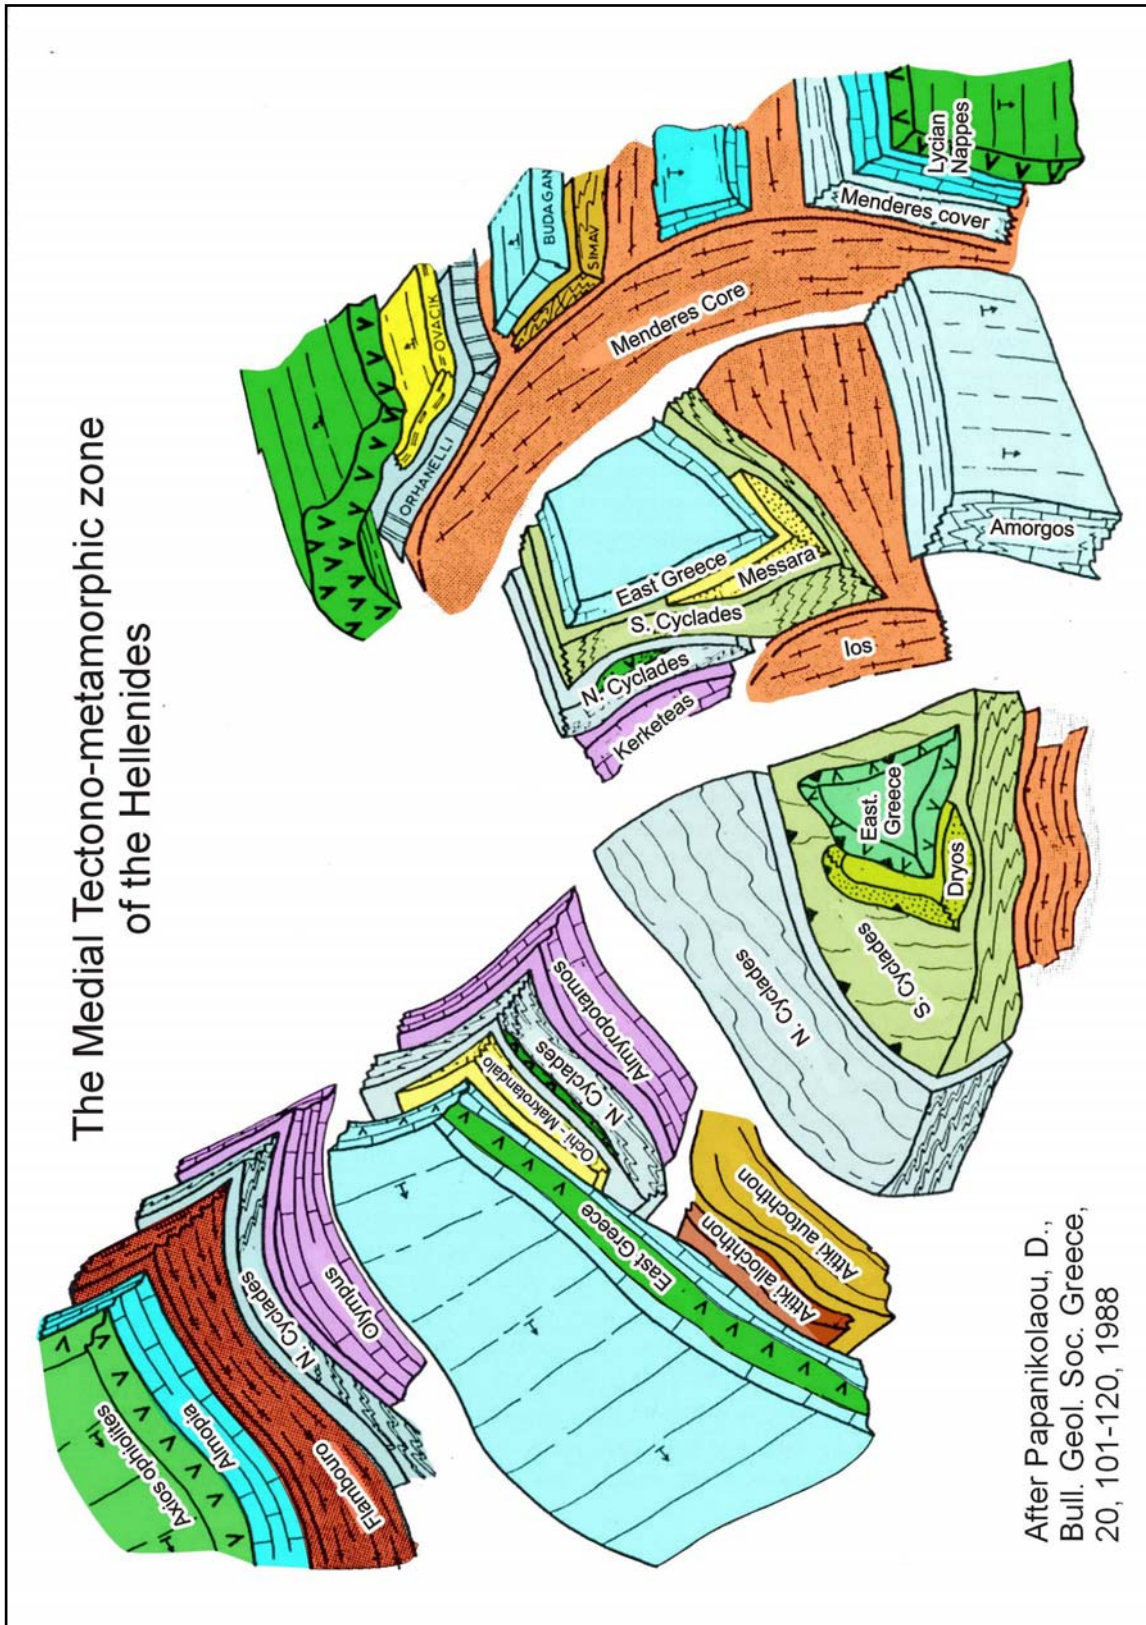 The Medial Tectono-metamorphic zone
of the Hellenides
Axios ophiolites
Almopia
Flambouro
N. Cyclades
Olympus
East Greece
Ochi - Makrotandalo
N. Cyclades
Almyropotamos
Attiki allochthon
Attiki autochthon
N. Cyclades
S. Cyclades
East.
Greece
Dryos
Kerketeas
N. Cyclades
S. Cyclades
East Greece
Messara
Ios
Amorgos
ORHANELLI
OVACIK
BUDAGAN
SIMAV
Menderes Core
Menderes cover
Lycian
Nappes
After Papanikolaou, D.,
Bull. Geol. Soc. Greece,
20, 101-120, 1988